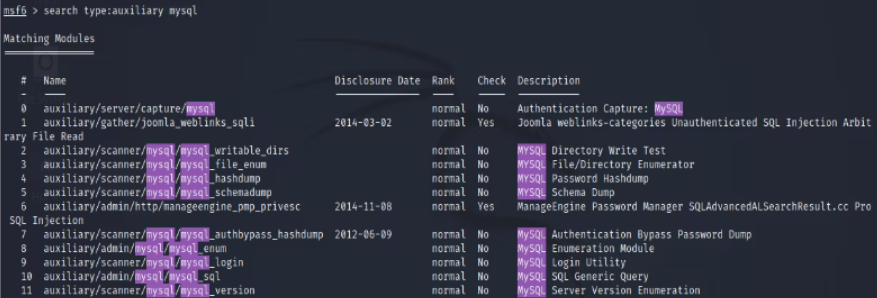 msf6 > search type:auxiliary mysql
Matching Modules
================
# Name Disclosure Date Rank Check Description
- ---- --------------- ---- ----- -----------
0 auxiliary/server/capture/mysql normal No Authentication Capture: MySQL
1 auxiliary/gather/joomla_weblinks_sqli 2014-03-02 normal Yes Joomla weblinks-categories Unauthenticated SQL Injection Arbit
rary File Read
2 auxiliary/scanner/mysql/mysql_writable_dirs normal No MYSQL Directory Write Test
3 auxiliary/scanner/mysql/mysql_file_enum normal No MYSQL File/Directory Enumerator
4 auxiliary/scanner/mysql/mysql_hashdump normal No MYSQL Password Hashdump
5 auxiliary/scanner/mysql/mysql_schemadump normal No MYSQL Schema Dump
6 auxiliary/admin/http/manageengine_pmp_privesc 2014-11-08 normal Yes ManageEngine Password Manager SQLAdvancedALSearchResult.cc Pro
SQL Injection
7 auxiliary/scanner/mysql/mysql_authbypass_hashdump 2012-06-09 normal No MySQL Authentication Bypass Password Dump
8 auxiliary/admin/mysql/mysql_enum normal No MySQL Enumeration Module
9 auxiliary/scanner/mysql/mysql_login normal No MySQL Login Utility
10 auxiliary/admin/mysql/mysql_sql normal No MySQL SQL Generic Query
11 auxiliary/scanner/mysql/mysql_version normal No MySQL Server Version Enumeration